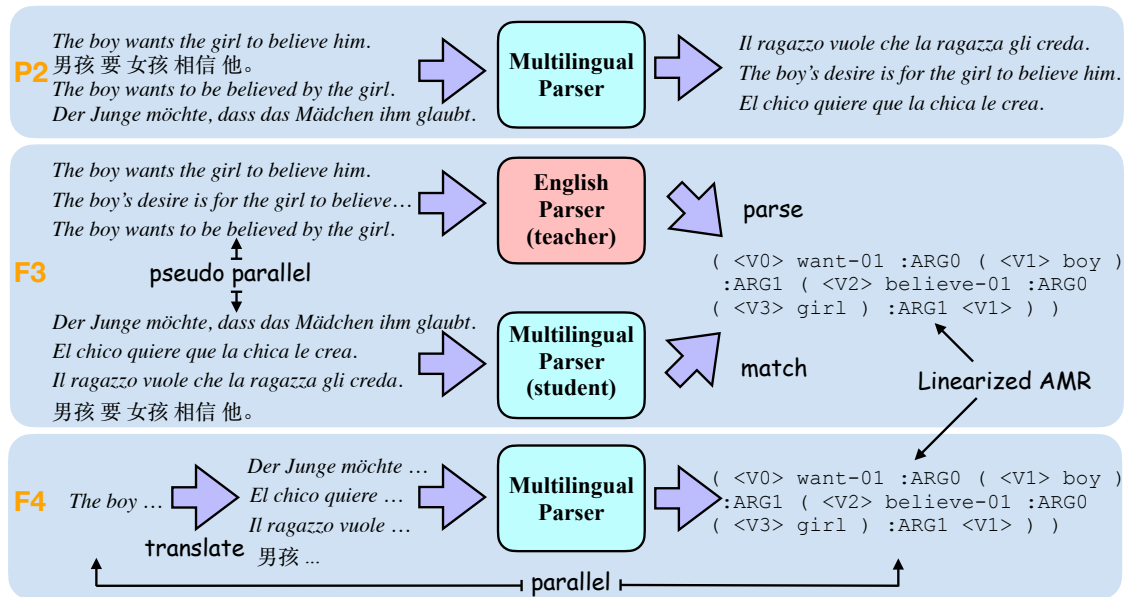 P2
The boy wants the girl to believe him.
男孩 要 女孩 相信 他。
The boy wants to be believed by the girl.
Der Junge möchte, dass das Mädchen ihm glaubt.
Multilingual
Parser
Il ragazzo vuole che la ragazza gli creda.
The boy's desire is for the girl to believe him.
El chico quiere que la chica le crea.
F3
The boy wants the girl to believe him.
The boy's desire is for the girl to believe…
The boy wants to be believed by the girl.
pseudo parallel
Der Junge möchte, dass das Mädchen ihm glaubt.
El chico quiere que la chica le crea.
Il ragazzo vuole che la ragazza gli creda.
男孩 要 女孩 相信 他。
English
Parser
(teacher)
Multilingual
Parser
(student)
parse
( <V0> want-01 :ARG0 ( <V1> boy )
:ARG1 ( <V2> believe-01 :ARG0
( <V3> girl ) :ARG1 <V1> ) )
match
Linearized AMR
F4
The boy …
translate
Der Junge möchte …
El chico quiere …
Il ragazzo vuole …
男孩 ...
Multilingual
Parser
( <V0> want-01 :ARG0 ( <V1> boy )
:ARG1 ( <V2> believe-01 :ARG0
( <V3> girl ) :ARG1 <V1> ) )
parallel